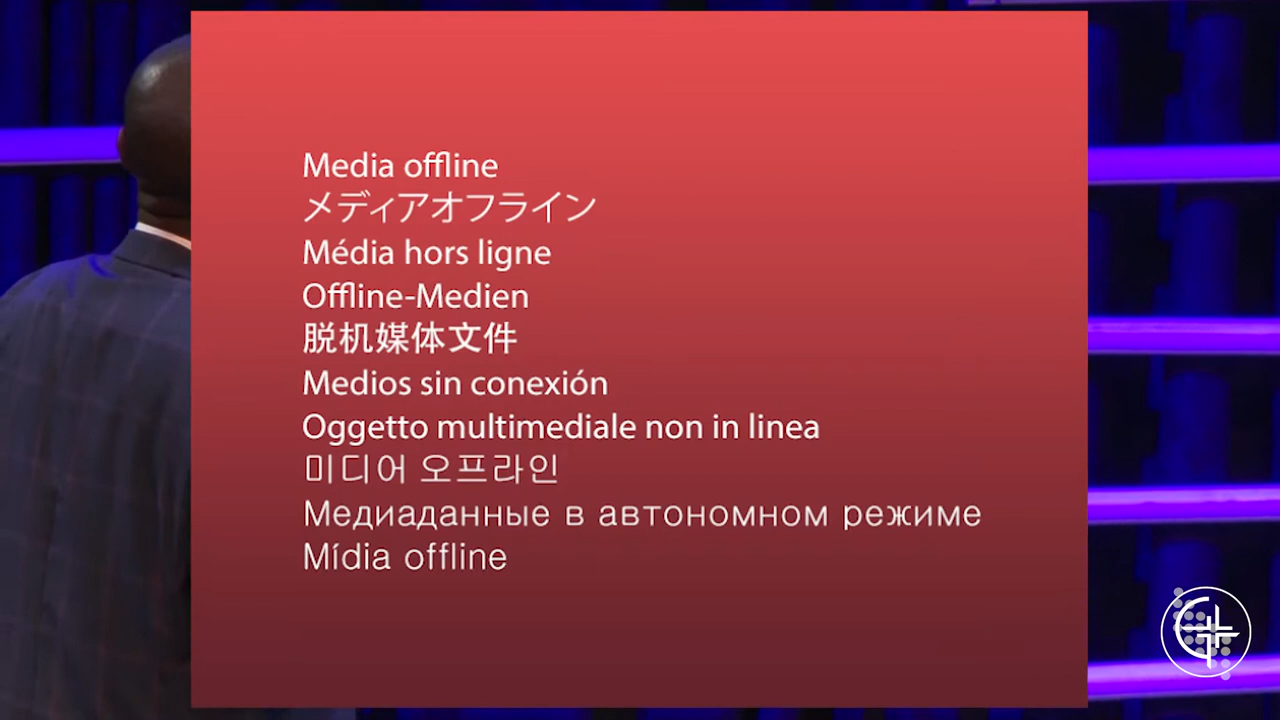 Media offline
メディアオフライン
Média hors ligne
Offline-Medien
脱机媒体文件
Medios sin conexión
Oggetto multimediale non in linea
미디어 오프라인
Медиаданные в автономном режиме
Mídia offline